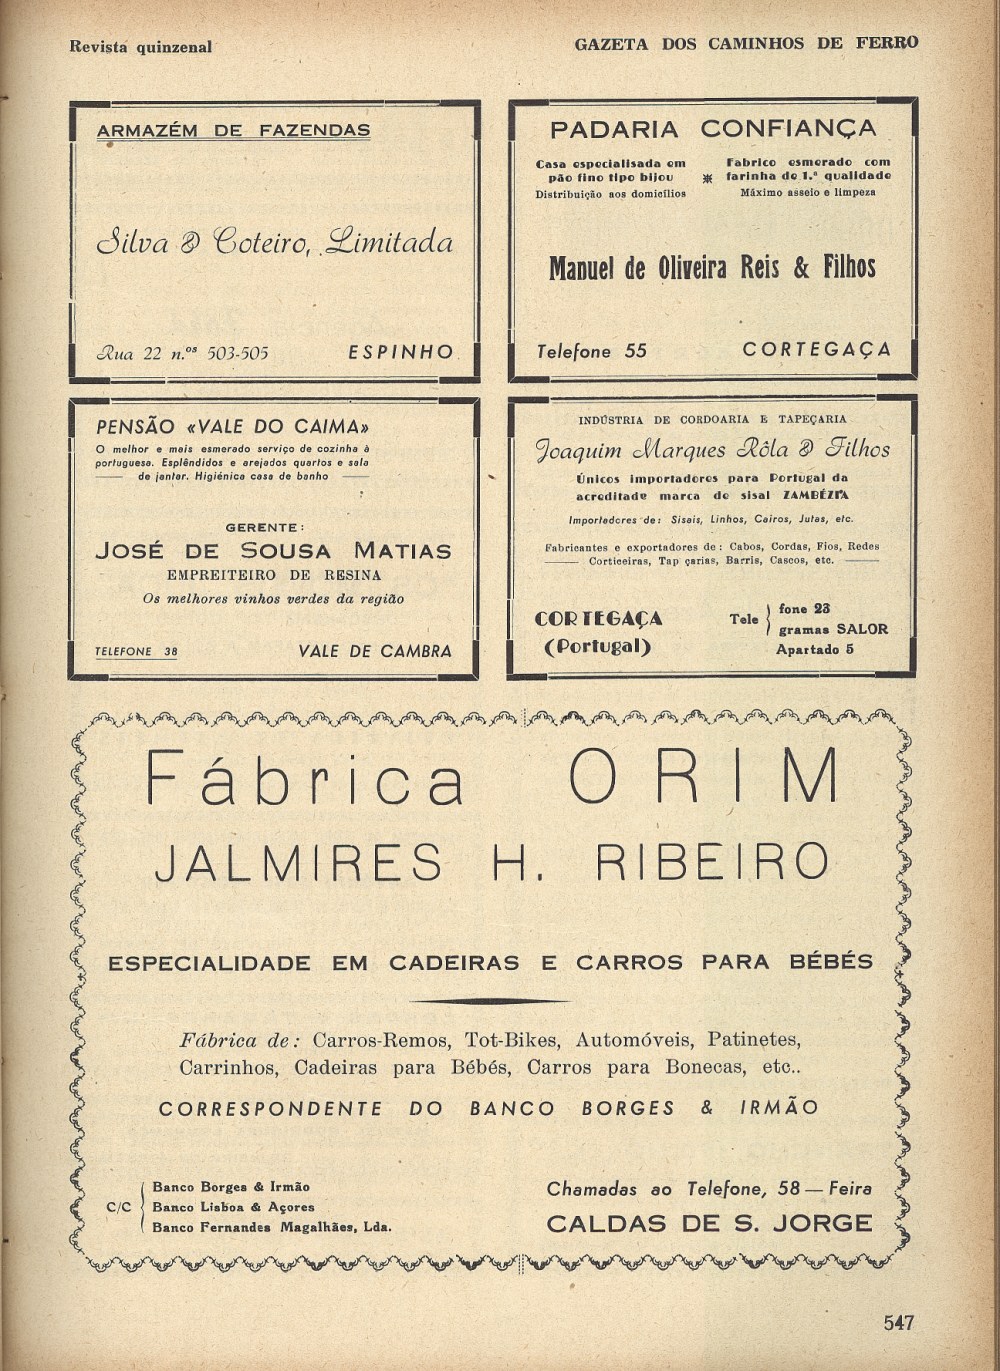 Revista quinzenal
GAZETA DOS CAMINHOS DE FERRO
ARMAZÉM DE FAZENDAS
Silva & Coteiro, Limitada
Rua 22 n.ºs 503-505
ESPINHO
PADARIA CONFIANÇA
Casa especialisada em
pão fino tipo bijou
Distribuição aos domicílios
Fabrico esmerado com
farinha de 1.ª qualidade
Máximo asseio e limpeza
Manuel de Oliveira Reis & Filhos
Telefone 55
CORTEGAÇA
PENSÃO «VALE DO CAIMA»
O melhor e mais esmerado serviço de cozinha à
portuguesa. Esplêndidos e arejados quartos e sala
de jantar. Higiénica casa de banho
GERENTE:
JOSÉ DE SOUSA MATIAS
EMPREITEIRO DE RESINA
Os melhores vinhos verdes da região
TELEFONE 38
VALE DE CAMBRA
INDÚSTRIA DE CORDOARIA E TAPEÇARIA
Joaquim Marques Rôla & Filhos
Únicos importadores para Portugal da
acreditade marca de sisal ZAMBÉZIA
Importadores de: Sisais, Linhos, Cairos, Jutas, etc.
Fabricantes e exportadores de: Cabos, Cordas, Fios, Redes
Corticeiras, Tap çarias, Barris, Cascos, etc.
CORTEGAÇA
(Portugal)
Tele
fone 23
gramas SALOR
Apartado 5
Fábrica ORIM
JALMIRES H. RIBEIRO
ESPECIALIDADE EM CADEIRAS E CARROS PARA BÉBÉS
Fábrica de: Carros-Remos, Tot-Bikes, Automóveis, Patinetes,
Carrinhos, Cadeiras para Bébés, Carros para Bonecas, etc..
CORRESPONDENTE DO BANCO BORGES & IRMÃO
C/C
Banco Borges & Irmão
Banco Lisboa & Açores
Banco Fernandes Magalhães, Lda.
Chamadas ao Telefone, 58 — Feira
CALDAS DE S. JORGE
547